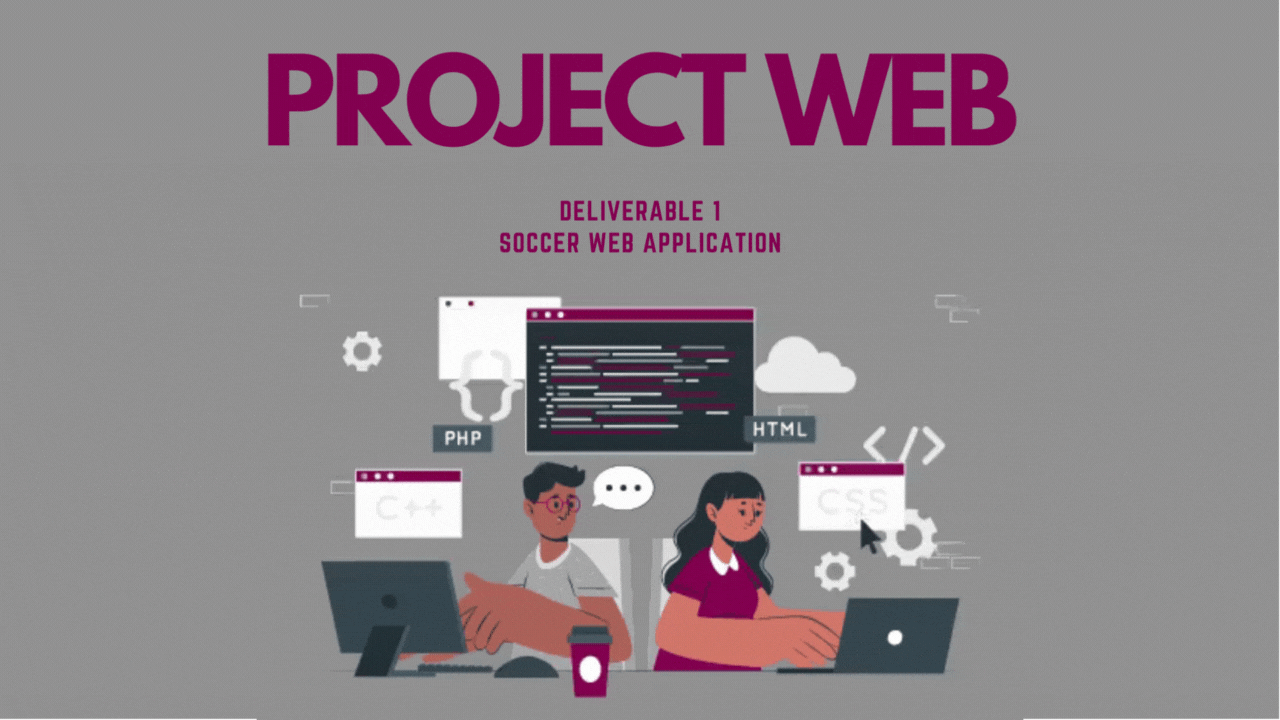 PROJECT WEB
DELIVERABLE 1
SOCCER WEB APPLICATION
PHP
HTML
C++
CSS